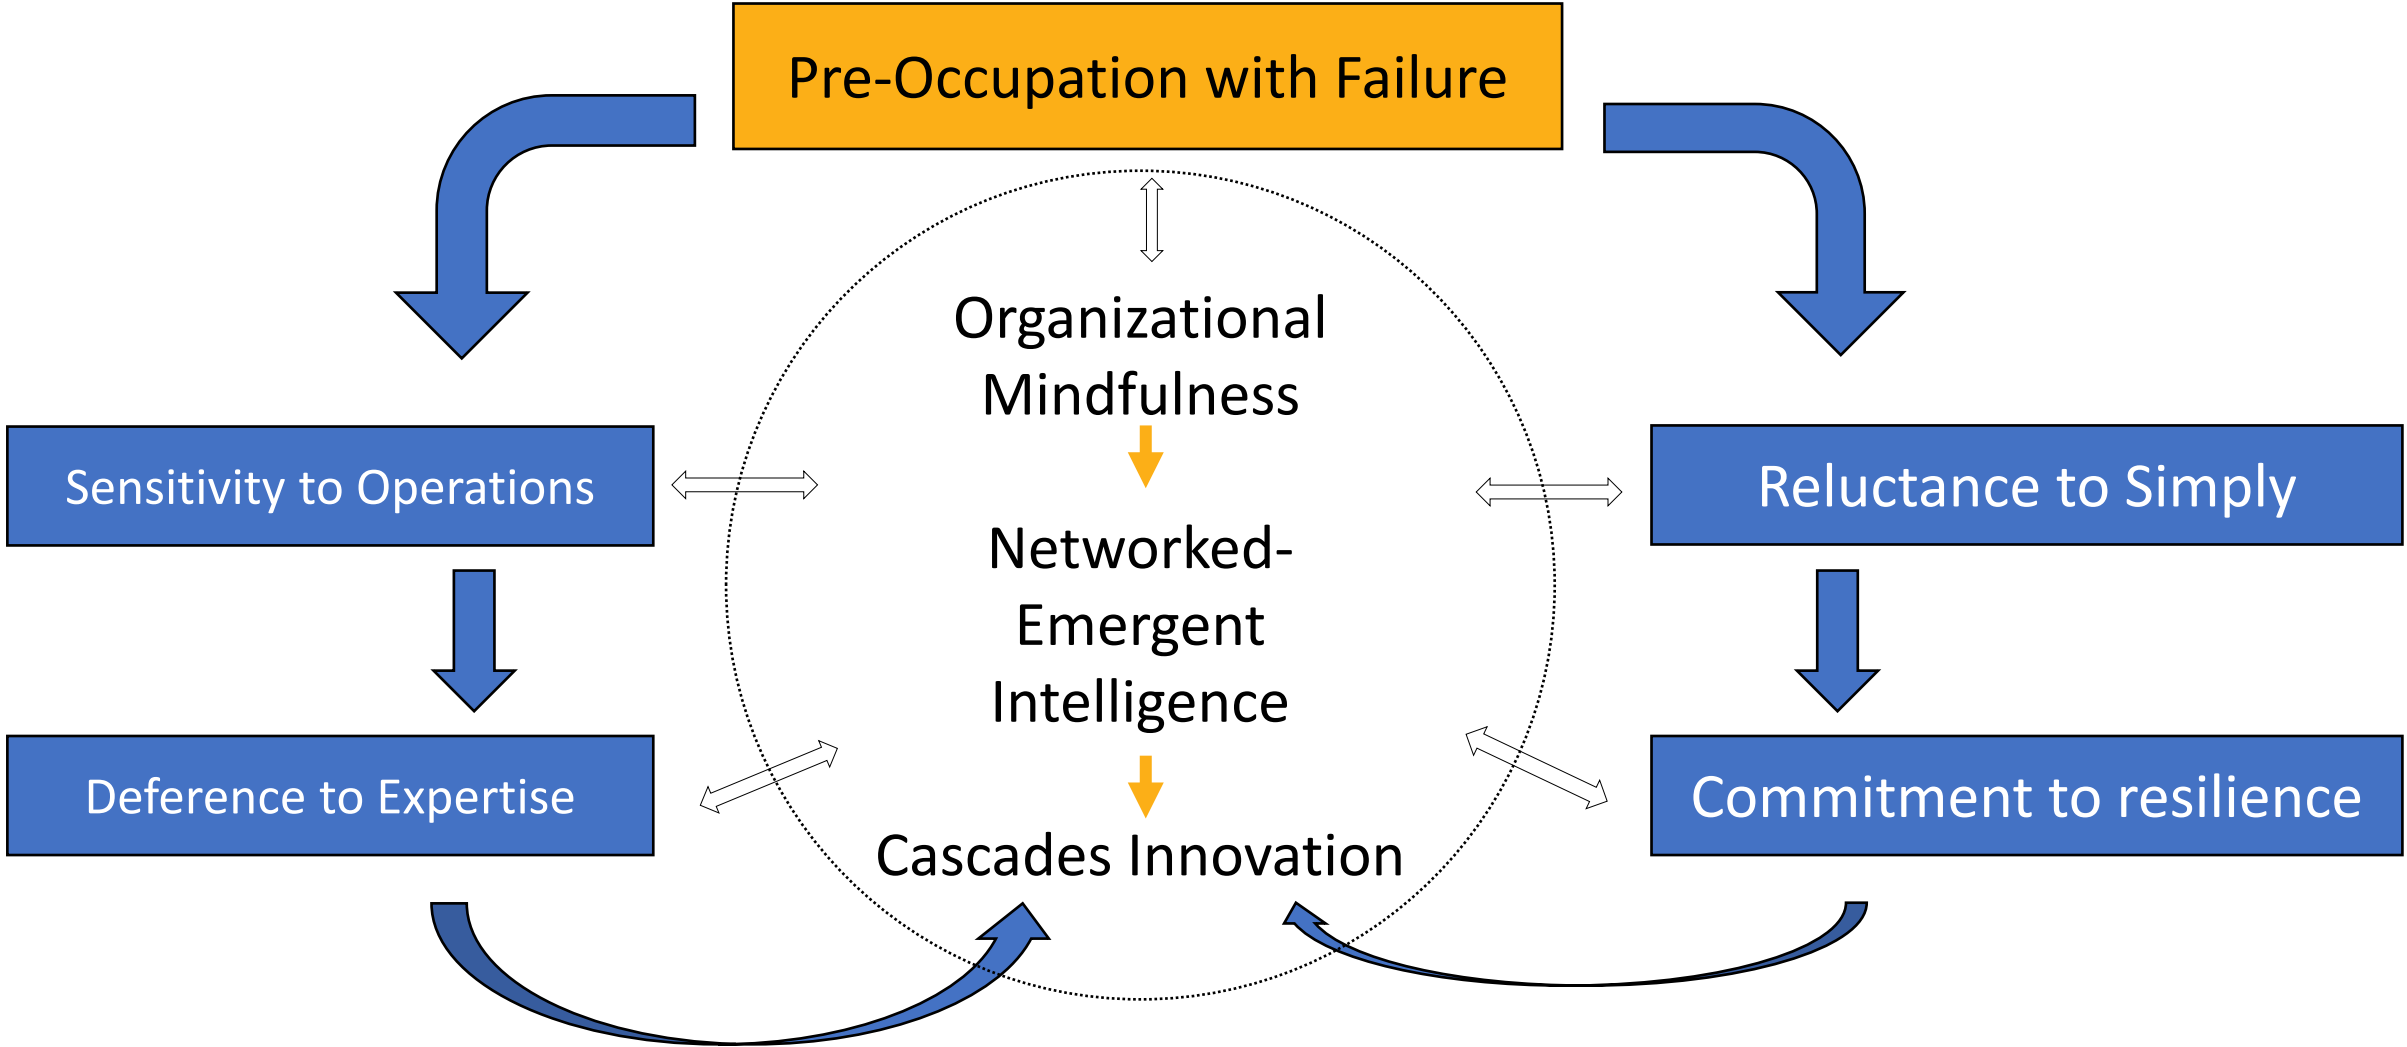 Pre-Occupation with Failure
Organizational
Mindfulness
Sensitivity to Operations
Reluctance to Simply
Networked-
Emergent
Intelligence
Deference to Expertise
Commitment to resilience
Cascades Innovation